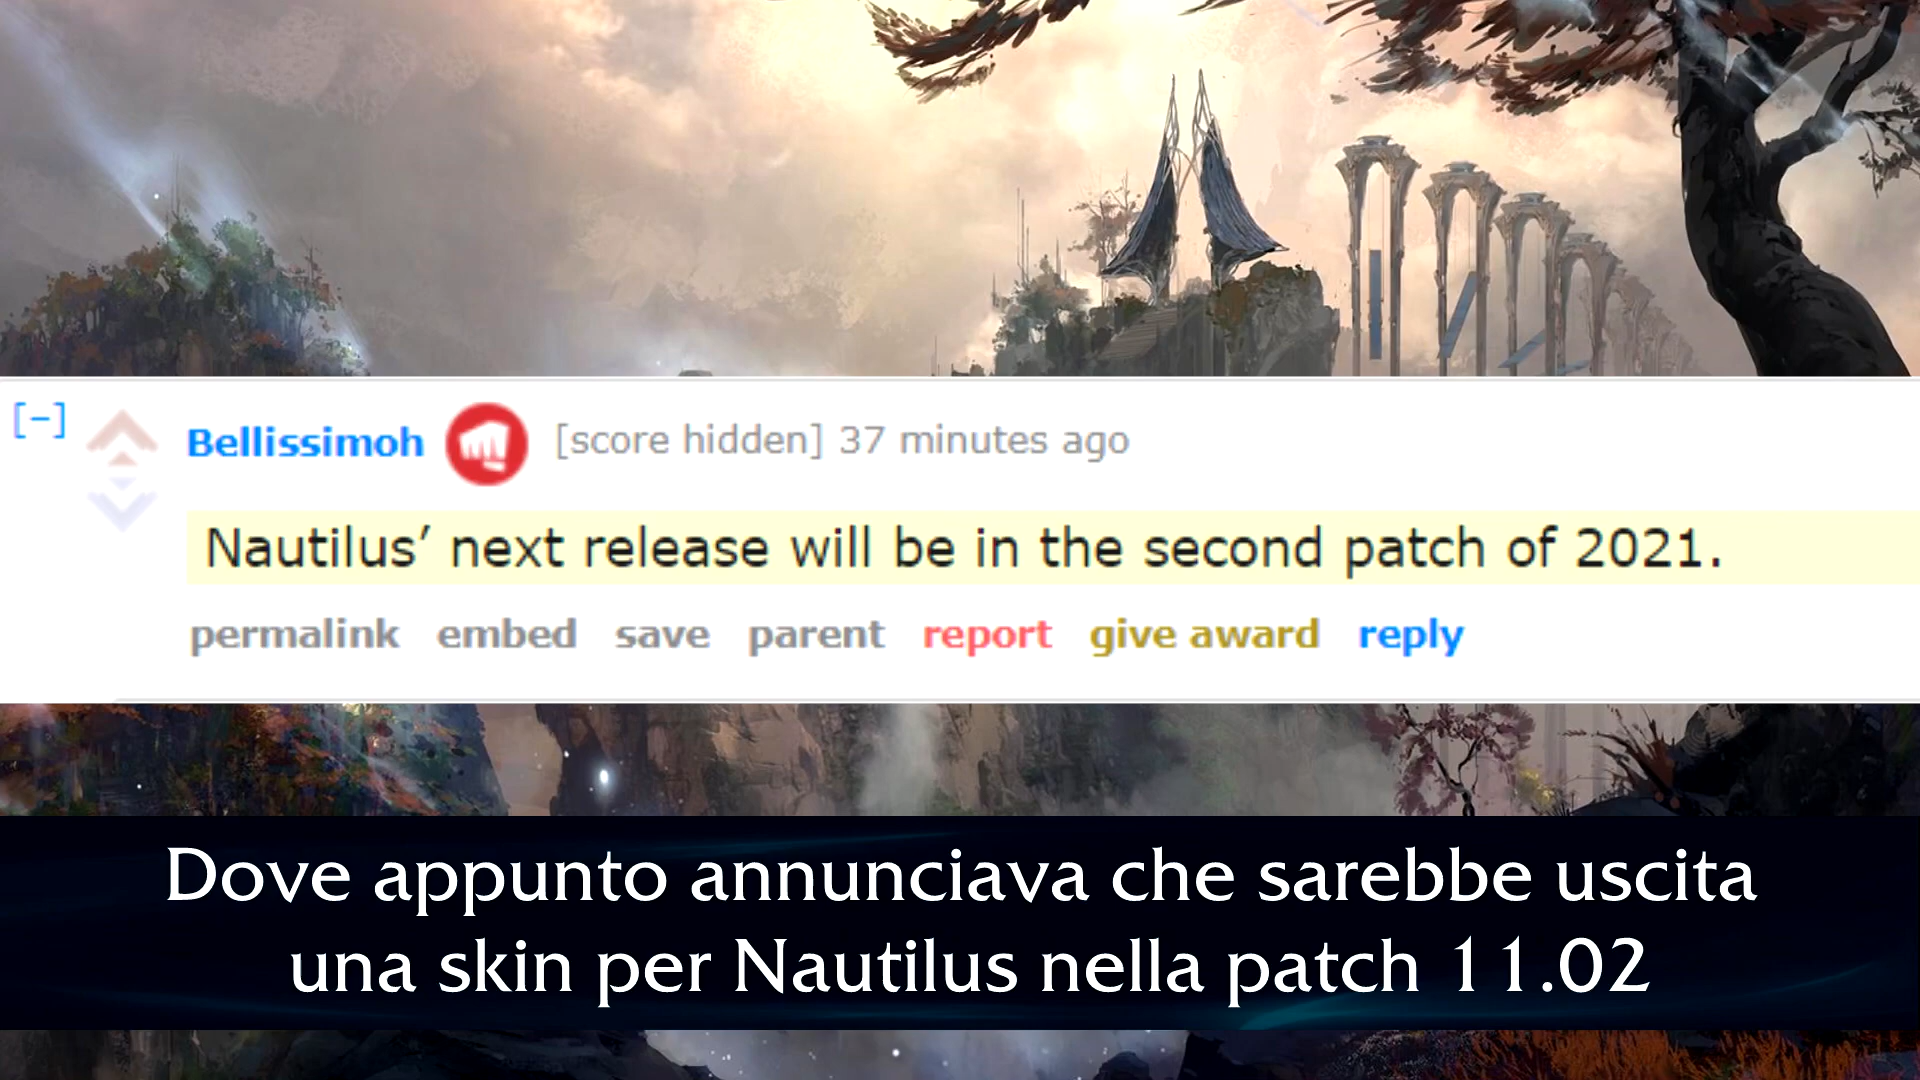 [−] Bellissimoh [score hidden] 37 minutes ago
Nautilus’ next release will be in the second patch of 2021.
permalink embed save parent report give award reply
Dove appunto annunciava che sarebbe uscita
una skin per Nautilus nella patch 11.02